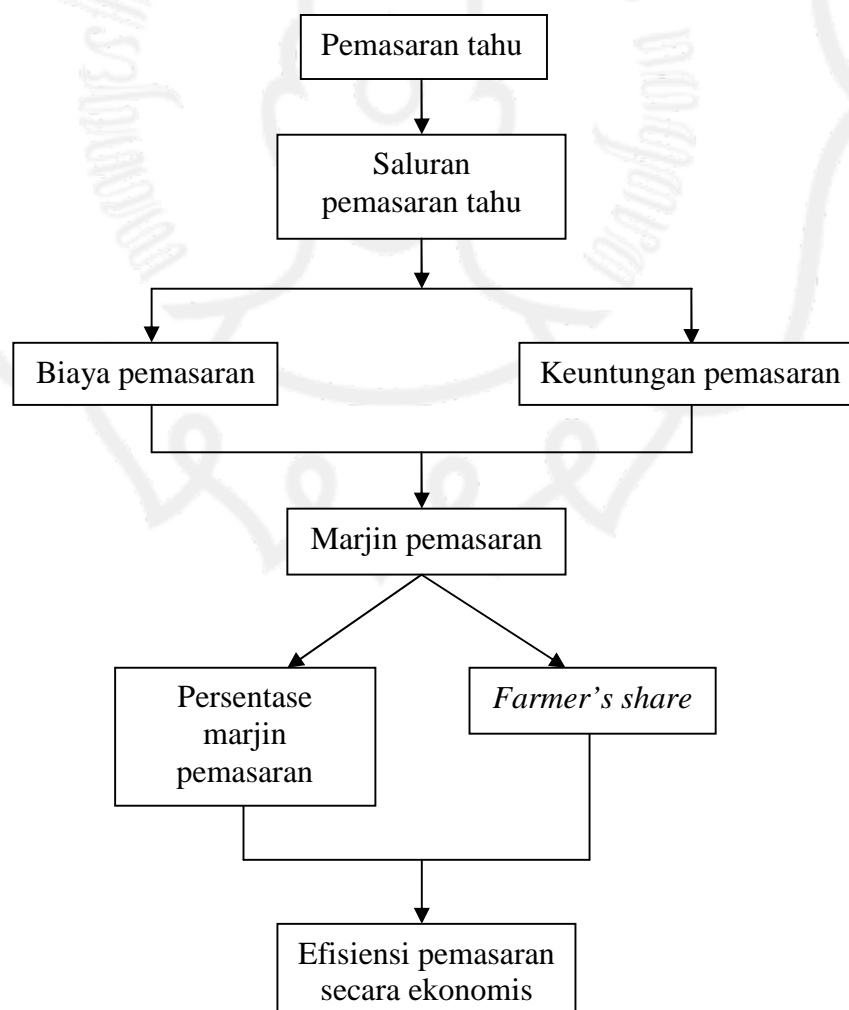 Pemasaran tahu
Saluran
pemasaran tahu
Biaya pemasaran
Keuntungan pemasaran
Marjin pemasaran
Persentase
marjin
pemasaran
Farmer’s share
Efisiensi pemasaran
secara ekonomis